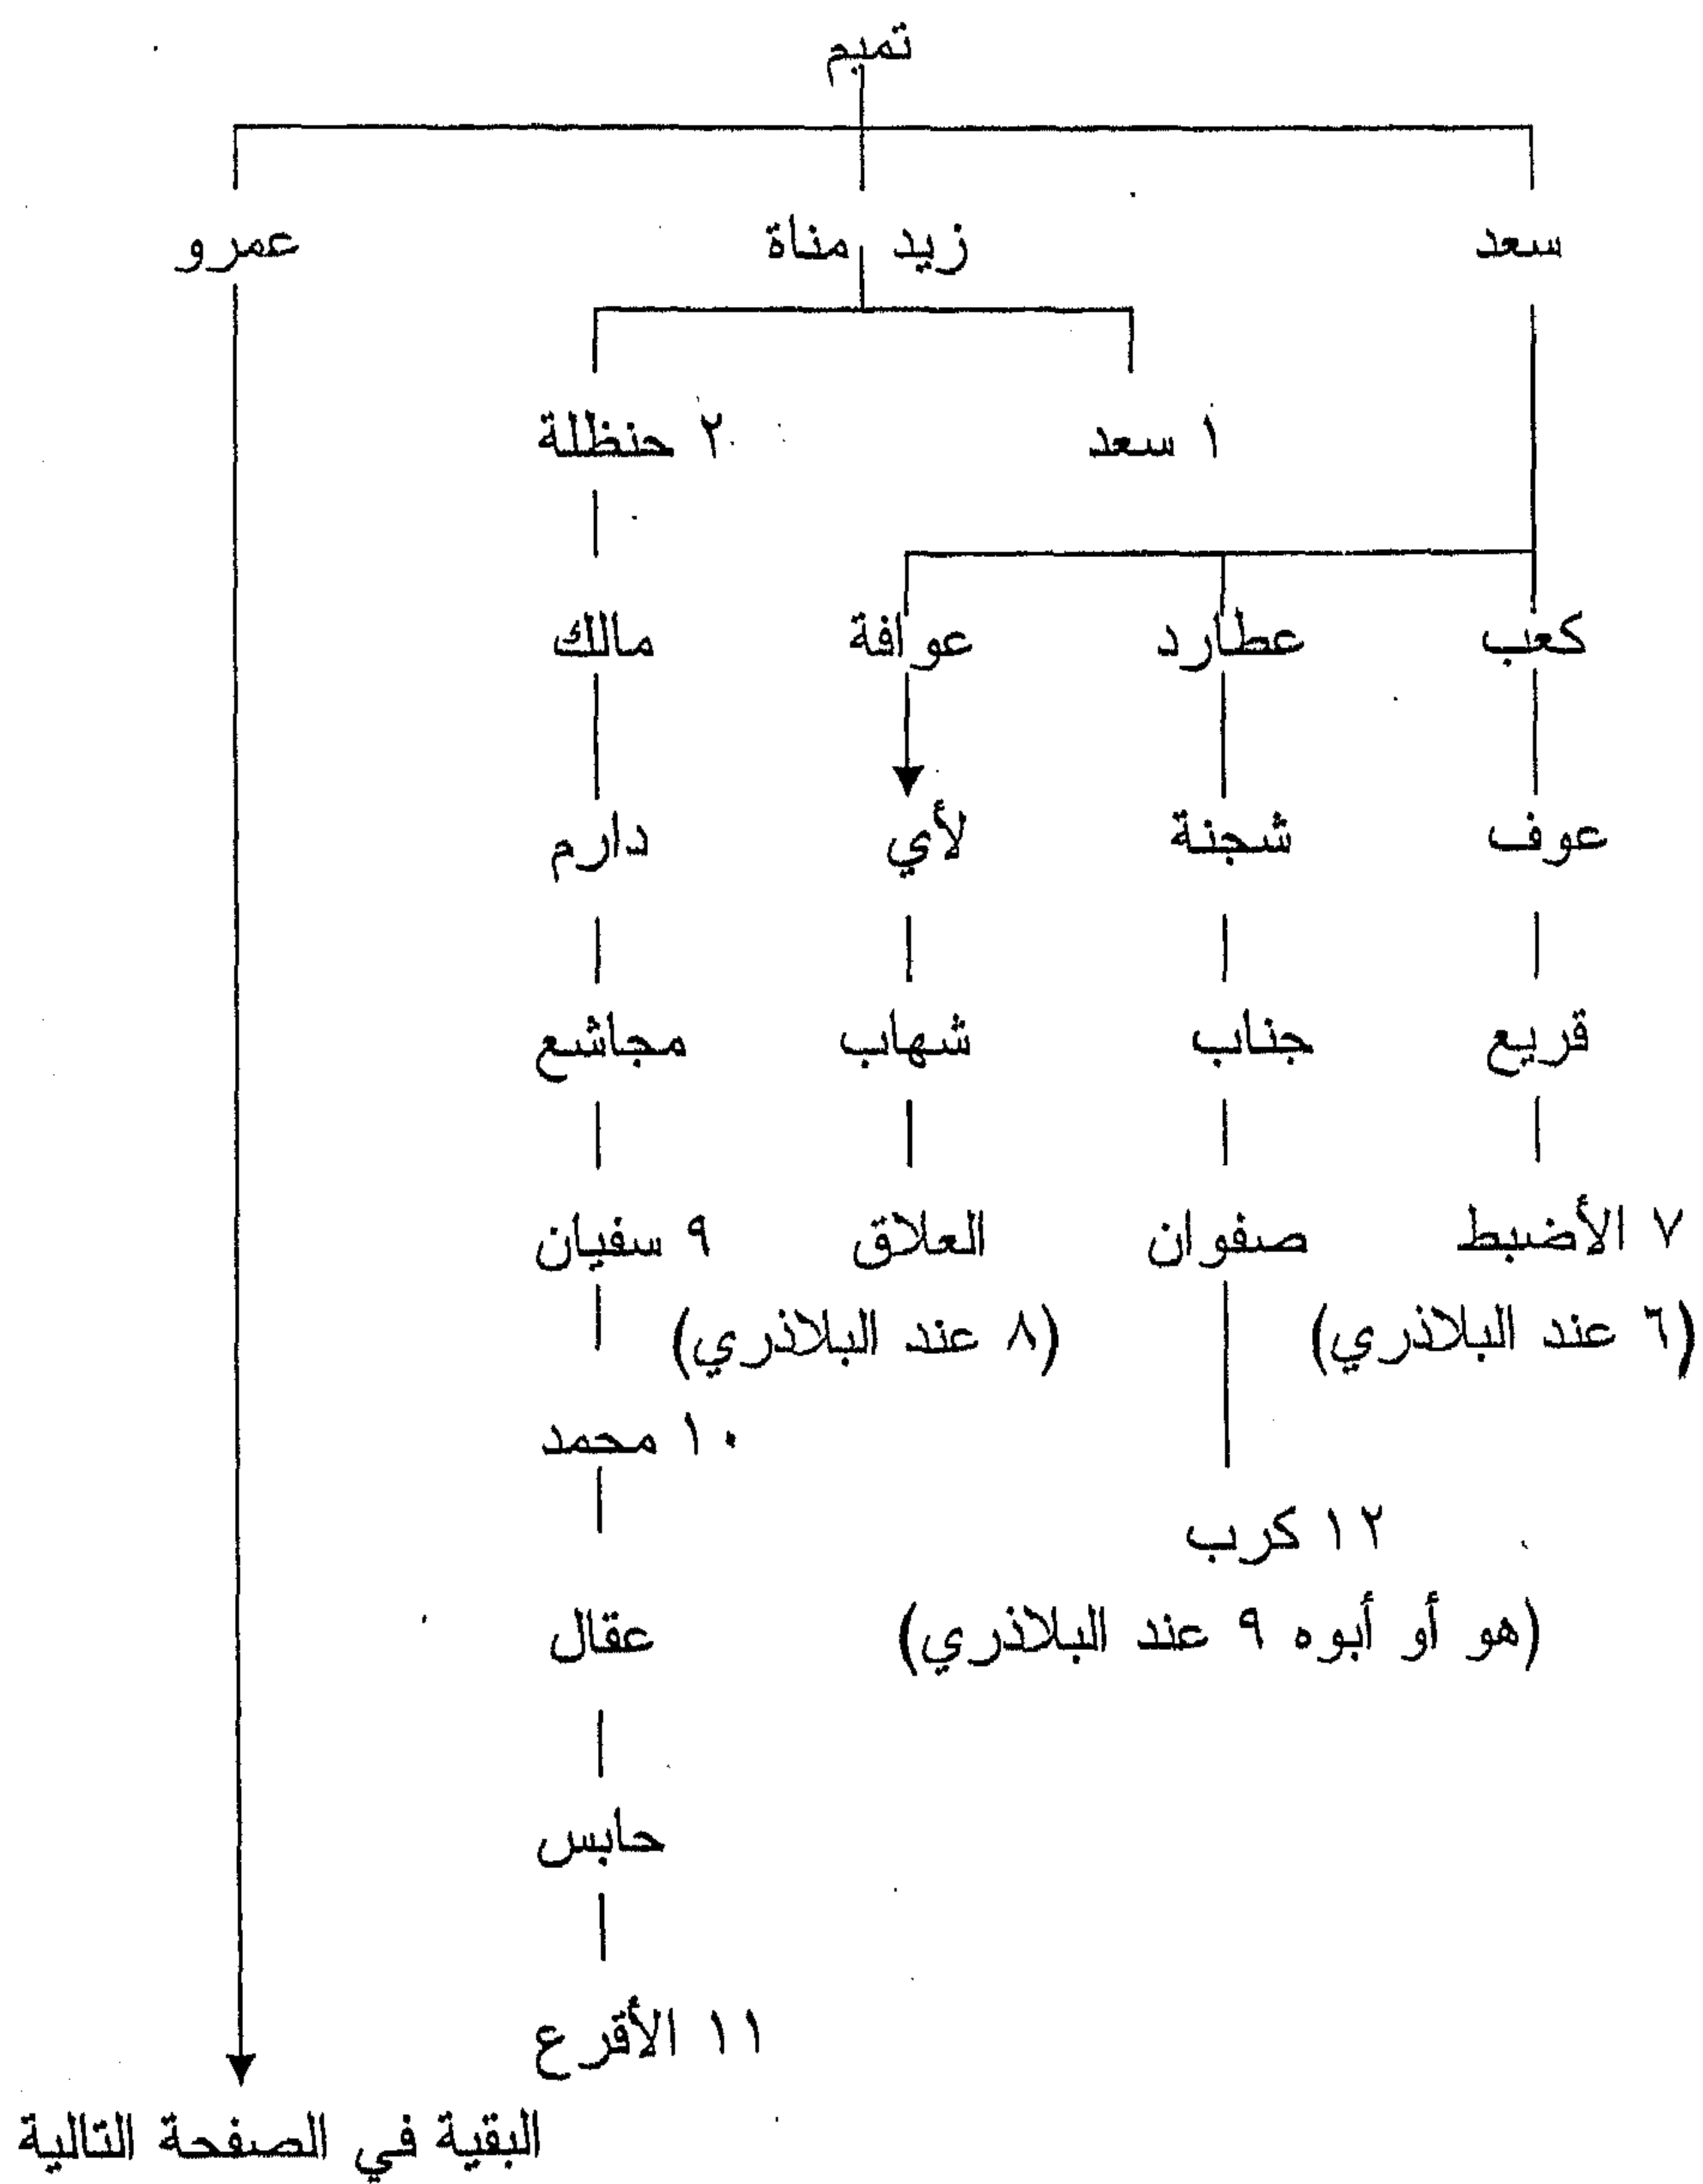 تميم
سعد زيد مناة عمرو
١ سعد ٢ حنظلة
كعب عطارد عوافة مالك
عوف شجنة لأي دارم
قريع جناب شهاب مجاشع
٧ الأضبط صفوان العلاق ٩ سفيان
(٦ عند البلاذري) (٨ عند البلاذري)
١٠ محمد
١٢ كرب
(هو أو أبوه ٩ عند البلاذري) عقال
حابس
١١ الأقرع
البقية في الصفحة التالية